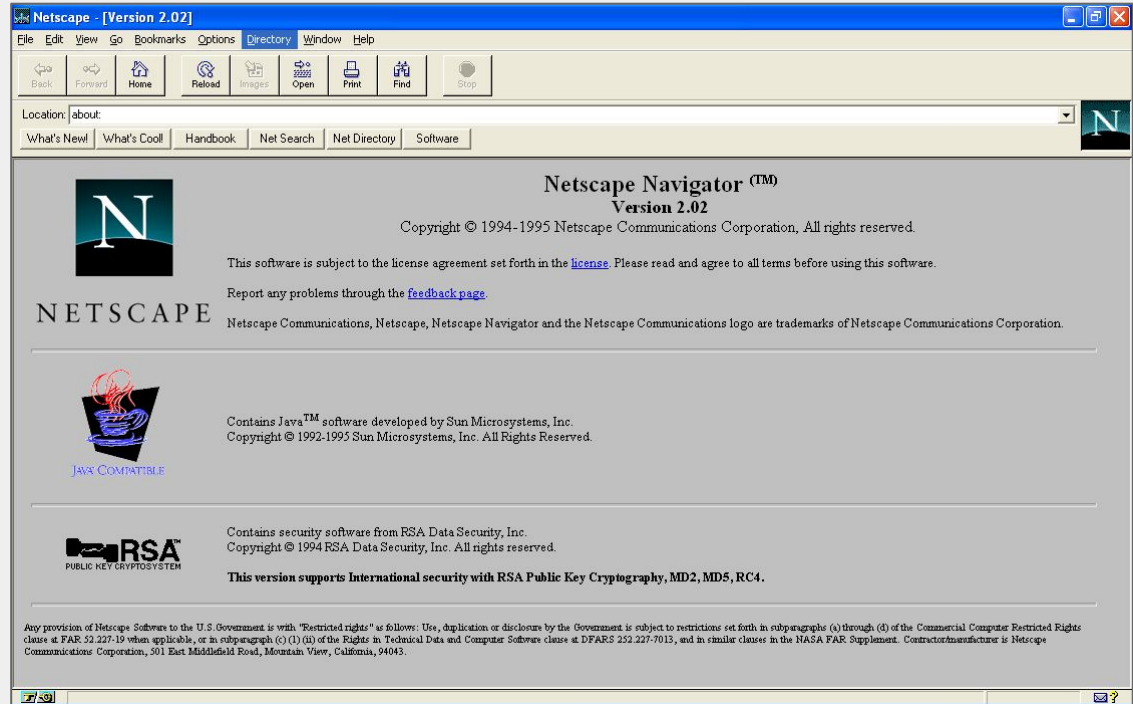 Netscape - [Version 2.02]
File Edit View Go Bookmarks Options Directory Window Help
Back Forward Home Reload Images Open Print Find Stop
Location: about:
What's New! What's Cool! Handbook Net Search Net Directory Software
N
N
NETSCAPE
Netscape Navigator (TM)
Version 2.02
Copyright © 1994-1995 Netscape Communications Corporation, All rights reserved.
This software is subject to the license agreement set forth in the license. Please read and agree to all terms before using this software.
Report any problems through the feedback page.
Netscape Communications, Netscape, Netscape Navigator and the Netscape Communications logo are trademarks of Netscape Communications Corporation.
JAVA COMPATIBLE
Contains Java™ software developed by Sun Microsystems, Inc.
Copyright © 1992-1995 Sun Microsystems, Inc. All Rights Reserved.
RSA™
PUBLIC KEY CRYPTOSYSTEM
Contains security software from RSA Data Security, Inc.
Copyright © 1994 RSA Data Security, Inc. All rights reserved.
This version supports International security with RSA Public Key Cryptography, MD2, MD5, RC4.
Any provision of Netscape Software to the U.S. Government is with "Restricted rights" as follows: Use, duplication or disclosure by the Government is subject to restrictions set forth in subparagraphs (a) through (d) of the Commercial Computer Restricted Rights
clause at FAR 52.227-19 when applicable, or in subparagraph (c) (1) (ii) of the Rights in Technical Data and Computer Software clause at DFARS 252.227-7013, and in similar clauses in the NASA FAR Supplement. Contractor/manufacturer is Netscape
Communications Corporation, 501 East Middlefield Road, Mountain View, California, 94043.
?